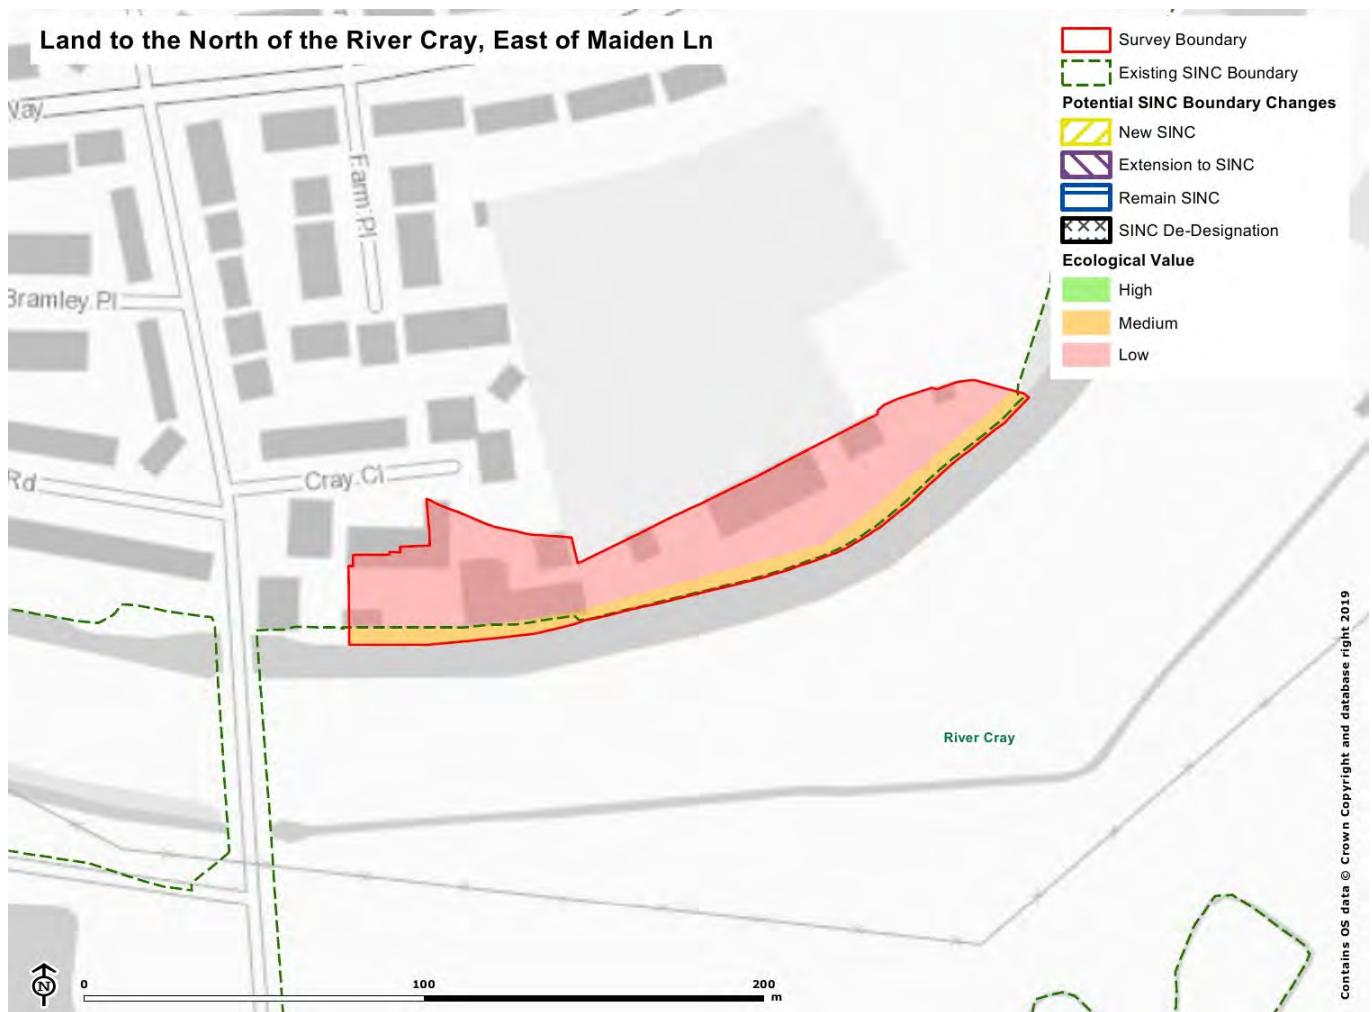 Land to the North of the River Cray, East of Maiden Ln
Survey Boundary
Existing SINC Boundary
Potential SINC Boundary Changes
New SINC
Extension to SINC
Remain SINC
SINC De-Designation
Ecological Value
High
Medium
Low
Way
Farm Pl
Bramley Pl
Cray Cl
Rd
River Cray
Contains OS data © Crown Copyright and database right 2019
N
0 100 200
m